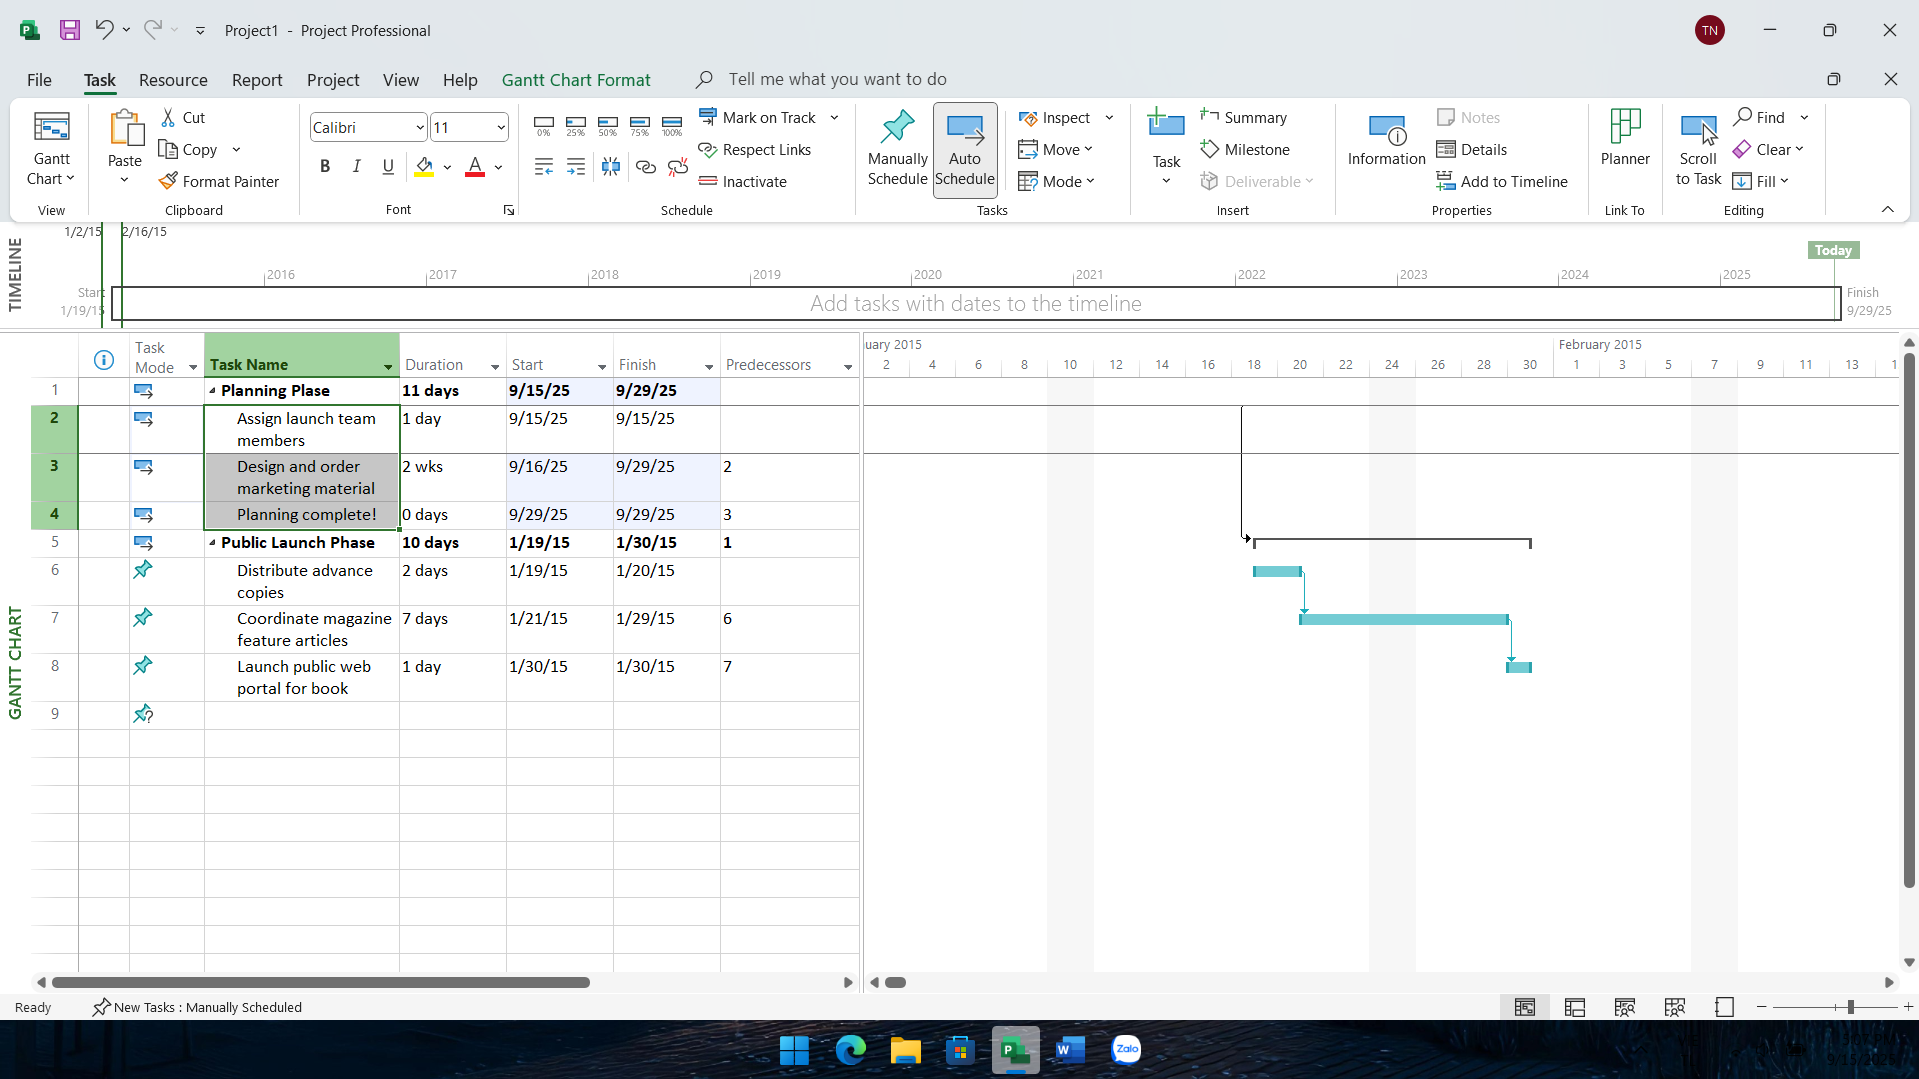 Project1 - Project Professional
TN
File Task Resource Report Project View Help Gantt Chart Format Tell me what you want to do
Gantt Chart
View
Paste
Cut
Copy
Format Painter
Clipboard
Calibri 11
B I U A
Font
0% 25% 50% 75% 100%
Mark on Track
Respect Links
Inactivate
Schedule
Manually Schedule
Auto Schedule
Inspect
Move
Mode
Tasks
Task
Summary
Milestone
Deliverable
Insert
Information
Notes
Details
Add to Timeline
Properties
Planner
Link To
Scroll to Task
Find
Clear
Fill
Editing
TIMELINE
1/2/15 2/16/15
Today
2016 2017 2018 2019 2020 2021 2022 2023 2024 2025
Start
1/19/15
Add tasks with dates to the timeline
Finish
9/29/25
GANTT CHART
Task Mode Task Name Duration Start Finish Predecessors
1 Planning Plase 11 days 9/15/25 9/29/25
2 Assign launch team members 1 day 9/15/25 9/15/25
3 Design and order marketing material 2 wks 9/16/25 9/29/25 2
4 Planning complete! 0 days 9/29/25 9/29/25 3
5 Public Launch Phase 10 days 1/19/15 1/30/15 1
6 Distribute advance copies 2 days 1/19/15 1/20/15
7 Coordinate magazine feature articles 7 days 1/21/15 1/29/15 6
8 Launch public web portal for book 1 day 1/30/15 1/30/15 7
9
uary 2015 February 2015
2 4 6 8 10 12 14 16 18 20 22 24 26 28 30 1 3 5 7 9 11 13 1
Ready New Tasks : Manually Scheduled
Zalo